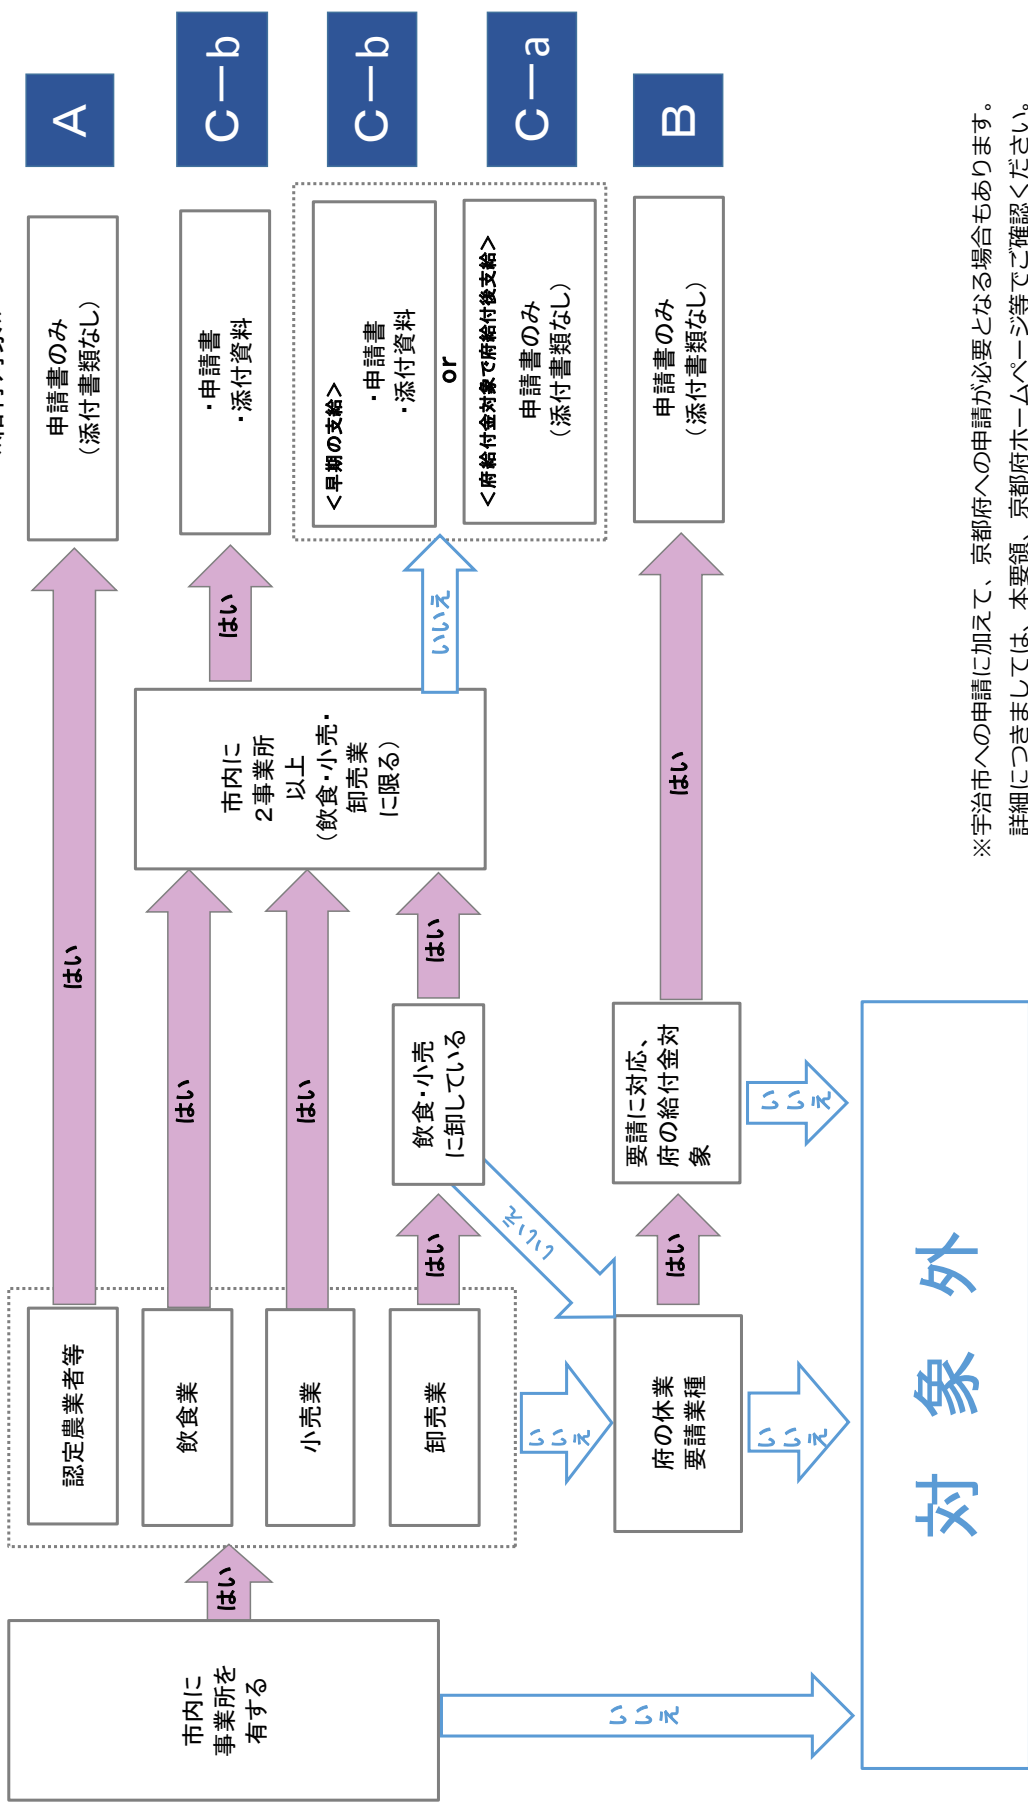 市内に
事業所を
有する
はい
いいえ
認定農業者等
飲食業
小売業
卸売業
はい
はい
はい
はい
いいえ
飲食・小売
に卸している
はい
いいえ
市内に
２事業所
以上
（飲食・小売・
卸売業
に限る）
はい
いいえ
府の休業
要請業種
はい
いいえ
要請に対応、
府の給付金対
象
はい
いいえ
対象外
申請書のみ
（添付書類なし）
A
・申請書
・添付資料
C－b
＜早期の支給＞
・申請書
・添付資料
C－b
or
＜府給付金対象で府給付後支給＞
申請書のみ
（添付書類なし）
C－a
申請書のみ
（添付書類なし）
B
※宇治市への申請に加えて、京都府への申請が必要となる場合もあります。
詳細につきましては、本要領、京都府ホームページ等でご確認ください。